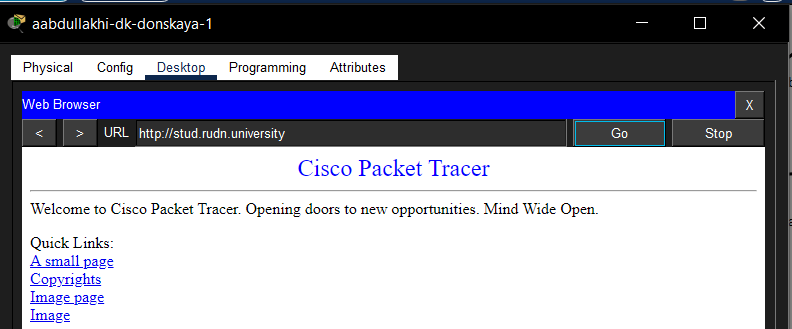 aabdullakhi-dk-donskaya-1
Physical Config Desktop Programming Attributes
Web Browser X
< > URL http://stud.rudn.university Go Stop
Cisco Packet Tracer
Welcome to Cisco Packet Tracer. Opening doors to new opportunities. Mind Wide Open.
Quick Links:
A small page
Copyrights
Image page
Image